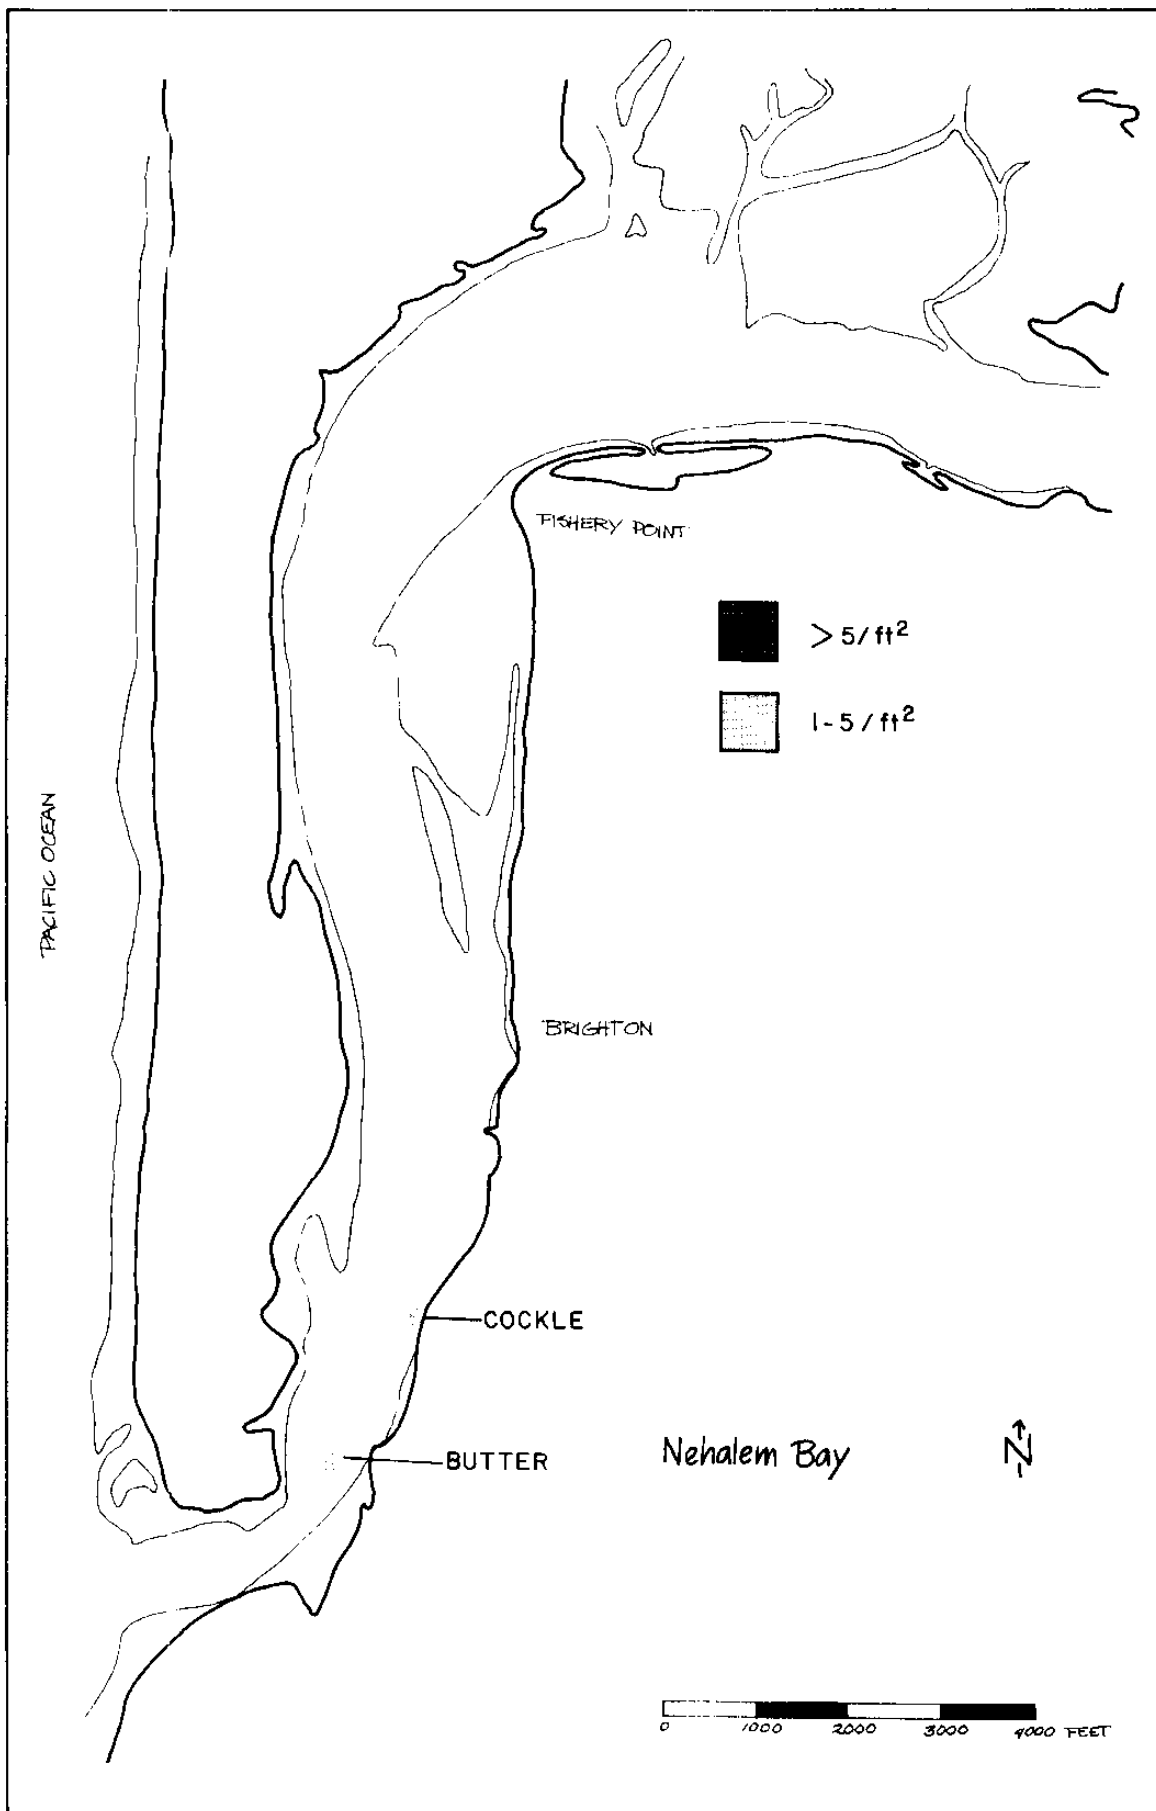 FISHERY POINT
> 5/ft²
1-5/ft²
PACIFIC OCEAN
BRIGHTON
COCKLE
BUTTER
Nehalem Bay
N
0 1000 2000 3000 4000 FEET